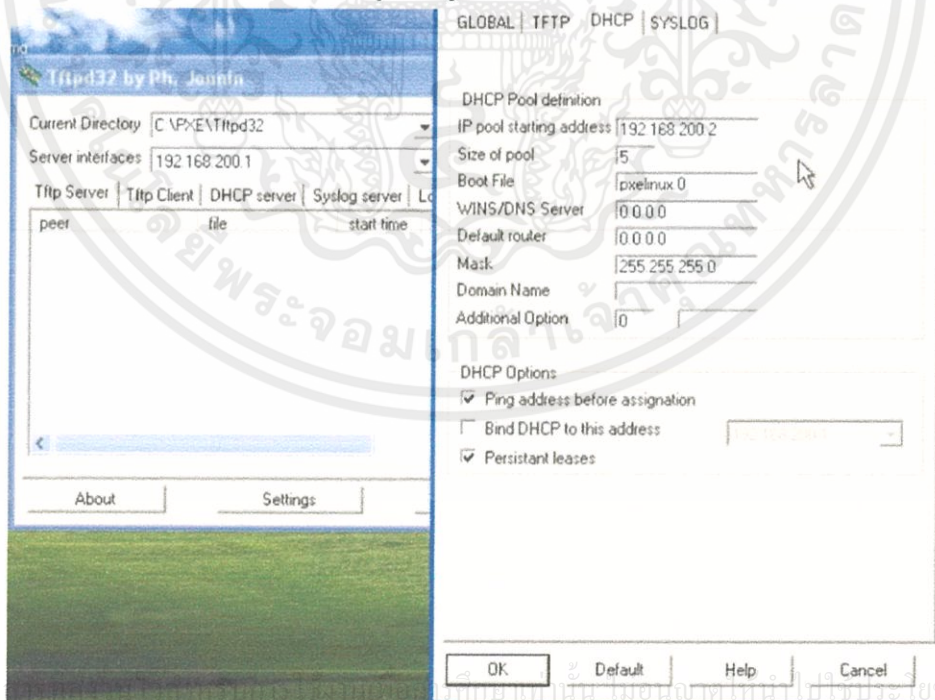 Tftpd32 by Ph. Jounin
Current Directory C:\PXE\Tftpd32
Server interfaces 192.168.200.1
Tftp Server Tftp Client DHCP server Syslog server Lo
peer file start time
About Settings
GLOBAL TFTP DHCP SYSLOG
DHCP Pool definition
IP pool starting address 192.168.200.2
Size of pool 5
Boot File pxelinux.0
WINS/DNS Server 0.0.0.0
Default router 0.0.0.0
Mask 255.255.255.0
Domain Name
Additional Option 0
DHCP Options
Ping address before assignation
Bind DHCP to this address
Persistant leases
OK Default Help Cancel